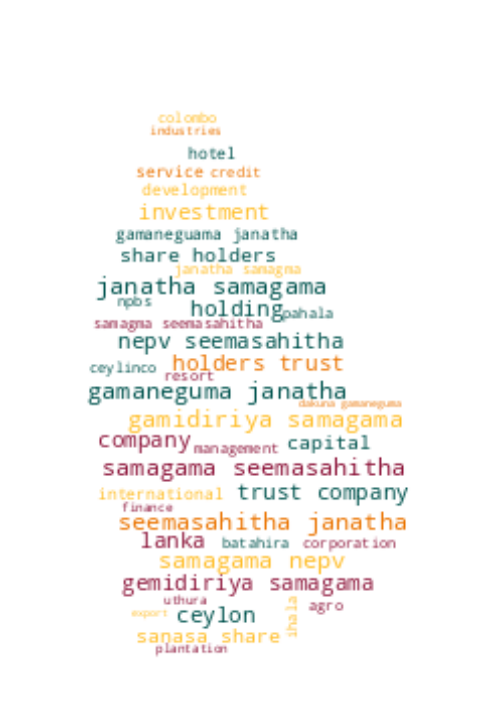 colombo
industries
hotel
service credit
development
investment
gamaneguama janatha
share holders
janatha samagma
janatha samagama
npbs
holding
pahala
samagma seemasahitha
nepv seemasahitha
ceylinco
holders trust
resort
gamaneguma janatha
dakuna gamaneguma
gamidiriya samagama
company
management
capital
samagama seemasahitha
international
trust company
finance
seemasahitha janatha
lanka
batahira
corporation
samagama nepv
gemidiriya samagama
uthura
agro
export
ceylon
ihala
sanasa share
plantation